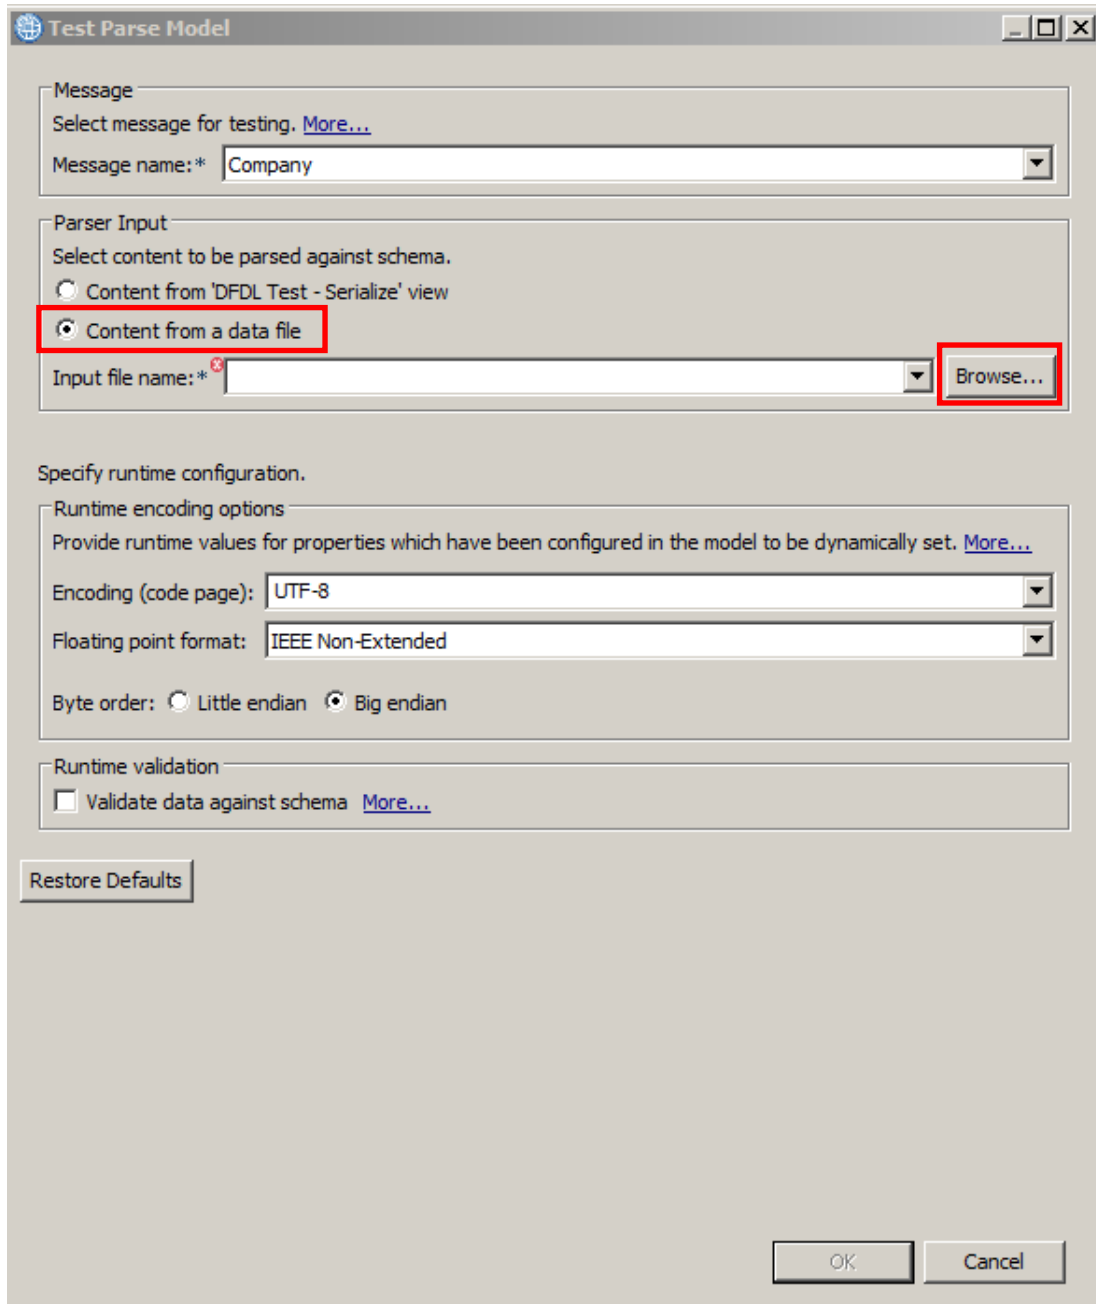 Test Parse Model
Message
Select message for testing. More...
Message name:* Company
Parser Input
Select content to be parsed against schema.
Content from 'DFDL Test - Serialize' view
Content from a data file
Input file name:* Browse...
Specify runtime configuration.
Runtime encoding options
Provide runtime values for properties which have been configured in the model to be dynamically set. More...
Encoding (code page): UTF-8
Floating point format: IEEE Non-Extended
Byte order: Little endian Big endian
Runtime validation
Validate data against schema More...
Restore Defaults
OK Cancel